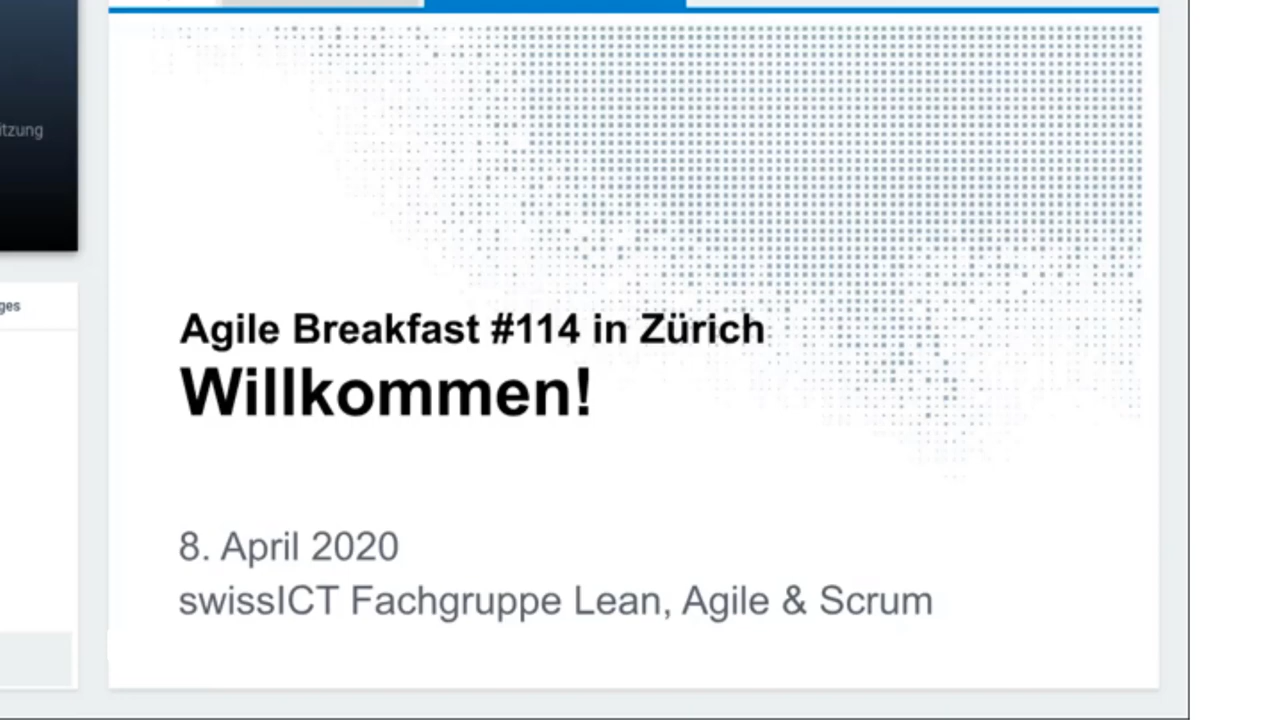 itzung
ges
Agile Breakfast #114 in Zürich
Willkommen!
8. April 2020
swissICT Fachgruppe Lean, Agile & Scrum